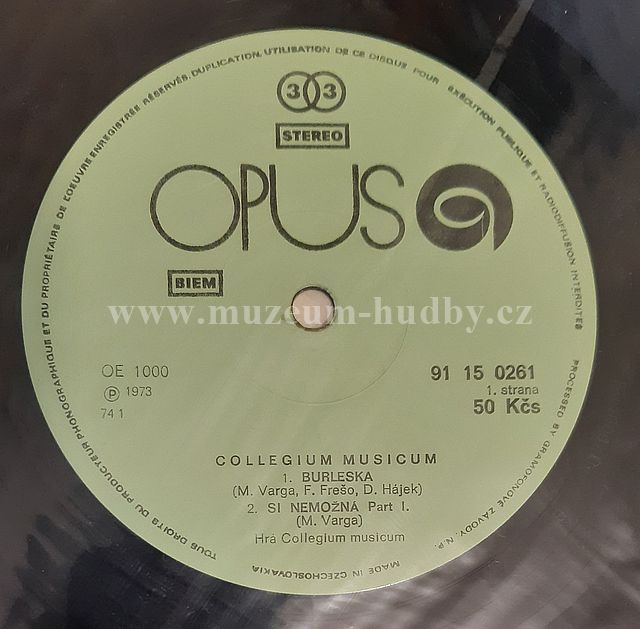 TOUS DROITS DU PRODUCTEUR PHONOGRAPHIQUE ET DU PROPRIÉTAIRE DE L'OEUVRE ENREGISTRÉE RÉSERVÉS. DUPLICATION, UTILISATION DE CE DISQUE POUR EXÉCUTION PUBLIQUE ET RADIODIFFUSION INTERDITES
PROCESSED BY GRAMOFONOVÉ ZÁVODY, N.P.
MADE IN CZECHOSLOVAKIA
33
STEREO
OPUS
BIEM
www.muzeum-hudby.cz
OE 1000
℗ 1973
74 1
91 15 0261
1. strana
50 Kčs
COLLEGIUM MUSICUM
1. BURLESKA
(M. Varga, F. Frešo, D. Hájek)
2. SI NEMOŽNÁ Part I.
(M. Varga)
Hrá Collegium musicum